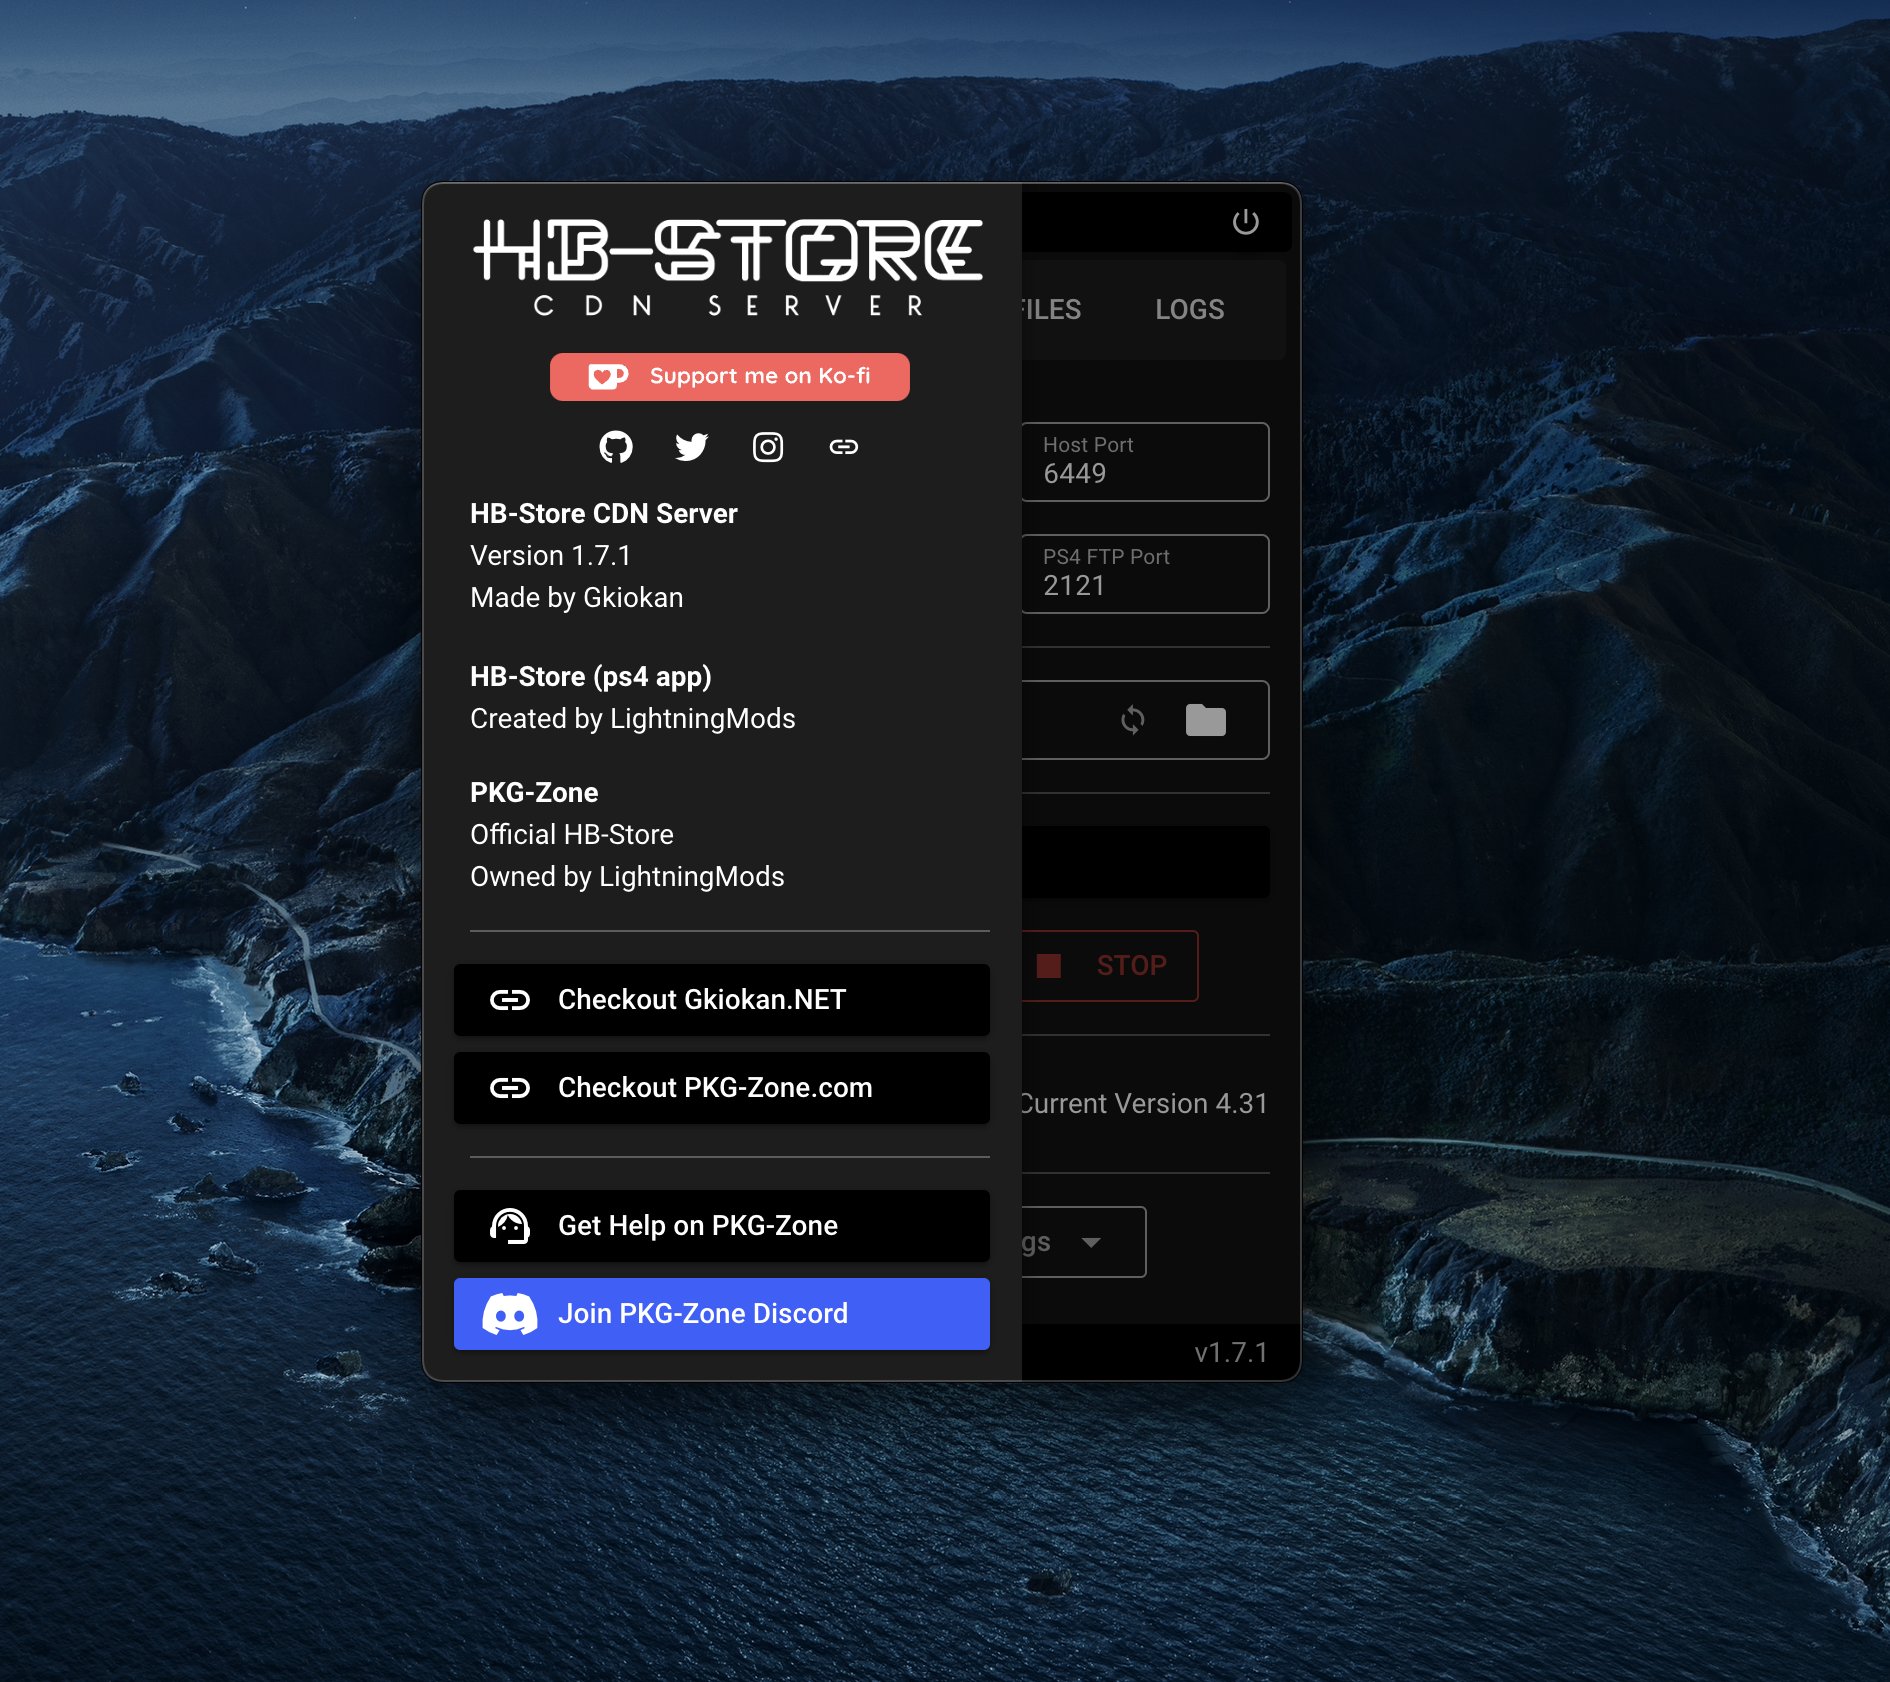 HB-STORE
CDN SERVER
Support me on Ko-fi
HB-Store CDN Server
Version 1.7.1
Made by Gkiokan
HB-Store (ps4 app)
Created by LightningMods
PKG-Zone
Official HB-Store
Owned by LightningMods
Checkout Gkiokan.NET
Checkout PKG-Zone.com
Get Help on PKG-Zone
Join PKG-Zone Discord
FILES LOGS
Host Port
6449
PS4 FTP Port
2121
STOP
Current Version 4.31
gs
v1.7.1